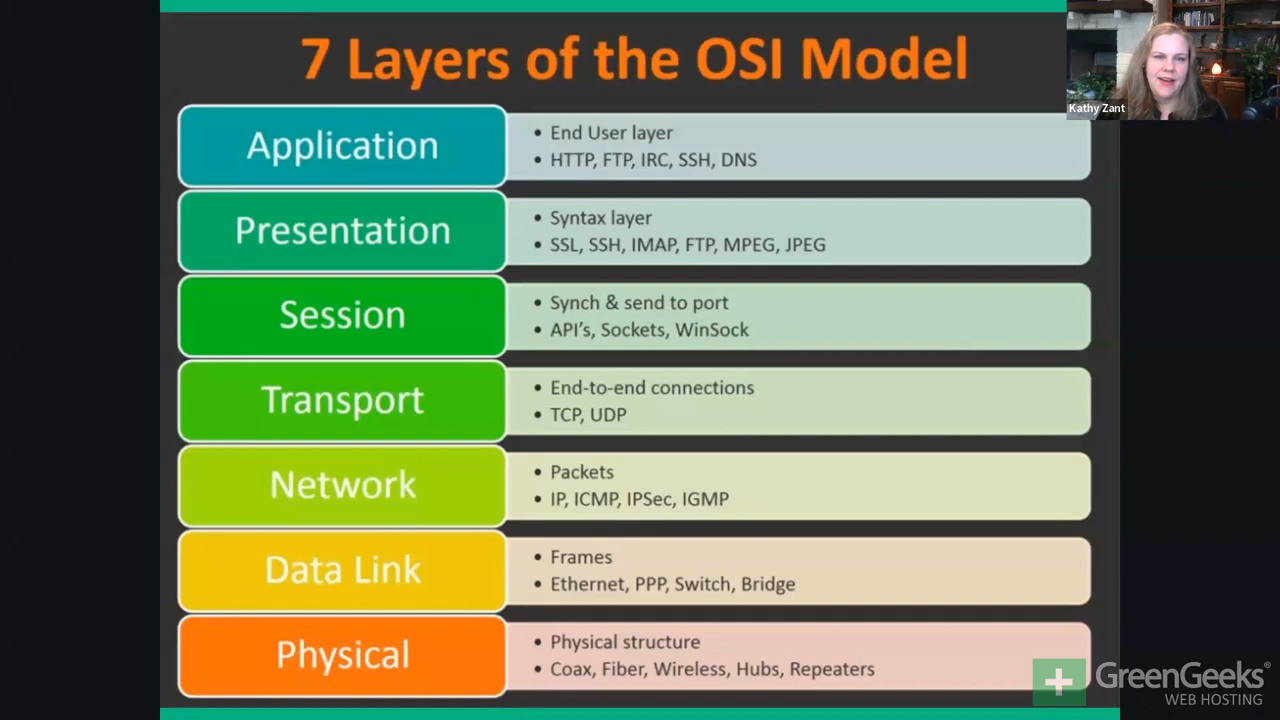 7 Layers of the OSI Model
Kathy Zant
Application
• End User layer
• HTTP, FTP, IRC, SSH, DNS
Presentation
• Syntax layer
• SSL, SSH, IMAP, FTP, MPEG, JPEG
Session
• Synch & send to port
• API’s, Sockets, WinSock
Transport
• End-to-end connections
• TCP, UDP
Network
• Packets
• IP, ICMP, IPSec, IGMP
Data Link
• Frames
• Ethernet, PPP, Switch, Bridge
Physical
• Physical structure
• Coax, Fiber, Wireless, Hubs, Repeaters
GreenGeeks®
WEB HOSTING